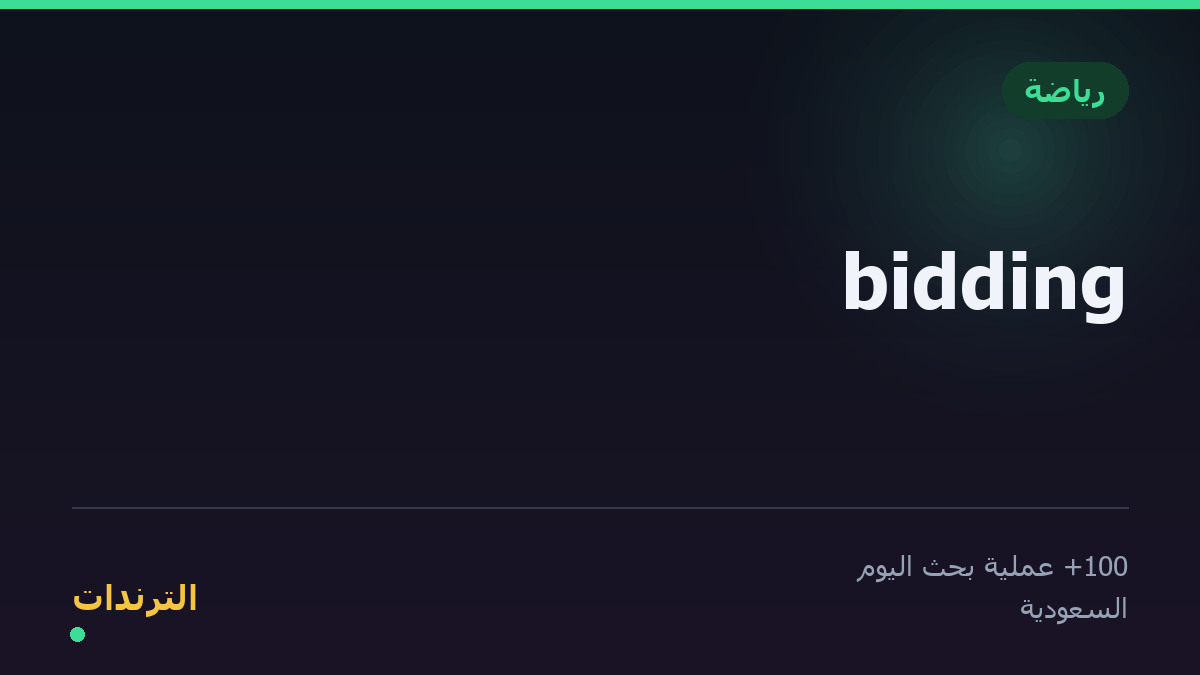 رياضة
bidding
+100 عملية بحث اليوم
السعودية
الترندات